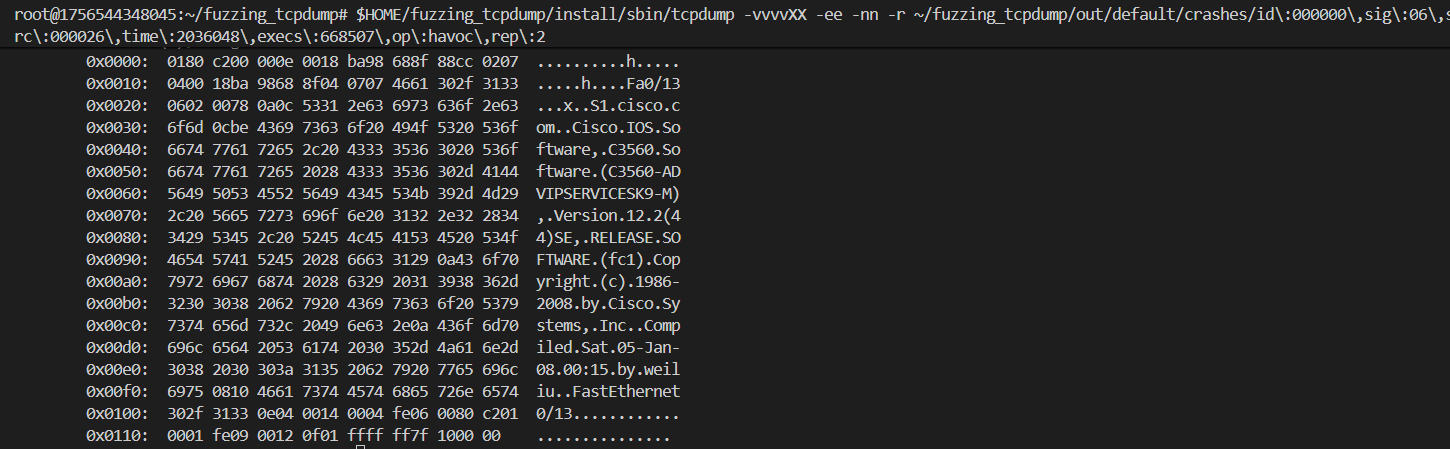 root@1756544348045:~/fuzzing_tcpdump# $HOME/fuzzing_tcpdump/install/sbin/tcpdump -vvvvXX -ee -nn -r ~/fuzzing_tcpdump/out/default/crashes/id\:000000\,sig\:06\,s
rc\:000026\,time\:2036048\,execs\:668507\,op\:havoc\,rep\:2
0x0000: 0180 c200 000e 0018 ba98 688f 88cc 0207 ..........h.....
0x0010: 0400 18ba 9868 8f04 0707 4661 302f 3133 .....h....Fa0/13
0x0020: 0602 0078 0a0c 5331 2e63 6973 636f 2e63 ...x..S1.cisco.c
0x0030: 6f6d 0cbe 4369 7363 6f20 494f 5320 536f om..Cisco.IOS.So
0x0040: 6674 7761 7265 2c20 4333 3536 3020 536f ftware,.C3560.So
0x0050: 6674 7761 7265 2028 4333 3536 302d 4144 ftware.(C3560-AD
0x0060: 5649 5053 4552 5649 4345 534b 392d 4d29 VIPSERVICESK9-M)
0x0070: 2c20 5665 7273 696f 6e20 3132 2e32 2834 ,.Version.12.2(4
0x0080: 3429 5345 2c20 5245 4c45 4153 4520 534f 4)SE,.RELEASE.SO
0x0090: 4654 5741 5245 2028 6663 3129 0a43 6f70 FTWARE.(fc1).Cop
0x00a0: 7972 6967 6874 2028 6329 2031 3938 362d yright.(c).1986-
0x00b0: 3230 3038 2062 7920 4369 7363 6f20 5379 2008.by.Cisco.Sy
0x00c0: 7374 656d 732c 2049 6e63 2e0a 436f 6d70 stems,.Inc..Comp
0x00d0: 696c 6564 2053 6174 2030 352d 4a61 6e2d iled.Sat.05-Jan-
0x00e0: 3038 2030 303a 3135 2062 7920 7765 696c 08.00:15.by.weil
0x00f0: 6975 0810 4661 7374 4574 6865 726e 6574 iu..FastEthernet
0x0100: 302f 3133 0e04 0014 0004 fe06 0080 c201 0/13............
0x0110: 0001 fe09 0012 0f01 ffff ff7f 1000 00 ...............